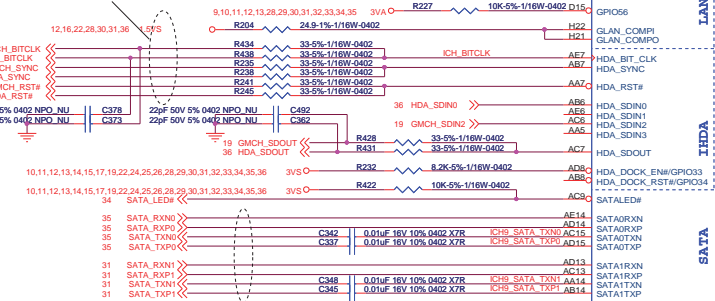 9,10,11,12,13,28,29,31,32,33,34,35 3VA R227 10K-5%-1/16W-0402 D15 GPIO56
12,16,22,28,30,31,36 1.5VS R204 24.9-1%-1/16W-0402 H22 GLAN_COMPI
H21 GLAN_COMPO
LAN
CH_BITCLK R434 33-5%-1/16W-0402 ICH_BITCLK
BITCLK R438 33-5%-1/16W-0402 AE7 HDA_BIT_CLK
CH_SYNC R235 33-5%-1/16W-0402 AB7 HDA_SYNC
A_SYNC R238 33-5%-1/16W-0402
MCH_RST# R241 33-5%-1/16W-0402 AA7 HDA_RST#
DA_RST# R245 33-5%-1/16W-0402
5% 0402 NPO_NU C378 22pF 50V 5% 0402 NPO_NU C492 36 HDA_SDIN0 AB6 HDA_SDIN0
AE6 HDA_SDIN1
5% 0402 NPO_NU C373 22pF 50V 5% 0402 NPO_NU C362 19 GMCH_SDIN2 AC6 HDA_SDIN2
AA5 HDA_SDIN3
IHDA
19 GMCH_SDOUT R428 33-5%-1/16W-0402
36 HDA_SDOUT R431 33-5%-1/16W-0402 AC7 HDA_SDOUT
10,11,12,13,14,15,17,19,22,24,25,26,28,29,30,31,32,33,34,35,36 3VS R232 8.2K-5%-1/16W-0402 AD8 HDA_DOCK_EN#/GPIO33
AB8 HDA_DOCK_RST#/GPIO34
10,11,12,13,14,15,17,19,22,24,25,26,28,29,30,31,32,33,34,35,36 3VS R422 10K-5%-1/16W-0402
34 SATA_LED# AC9 SATALED#
35 SATA_RXN0 AE14 SATA0RXN
35 SATA_RXP0 AD14 SATA0RXP
35 SATA_TXN0 C342 0.01uF 16V 10% 0402 X7R ICH9_SATA_TXN0 AC15 SATA0TXN
35 SATA_TXP0 C337 0.01uF 16V 10% 0402 X7R ICH9_SATA_TXP0 AD15 SATA0TXP
SATA
31 SATA_RXN1 AD13 SATA1RXN
31 SATA_RXP1 AC13 SATA1RXP
31 SATA_TXN1 C348 0.01uF 16V 10% 0402 X7R ICH9_SATA_TXN1 AA14 SATA1TXN
31 SATA_TXP1 C345 0.01uF 16V 10% 0402 X7R ICH9_SATA_TXP1 AB14 SATA1TXP